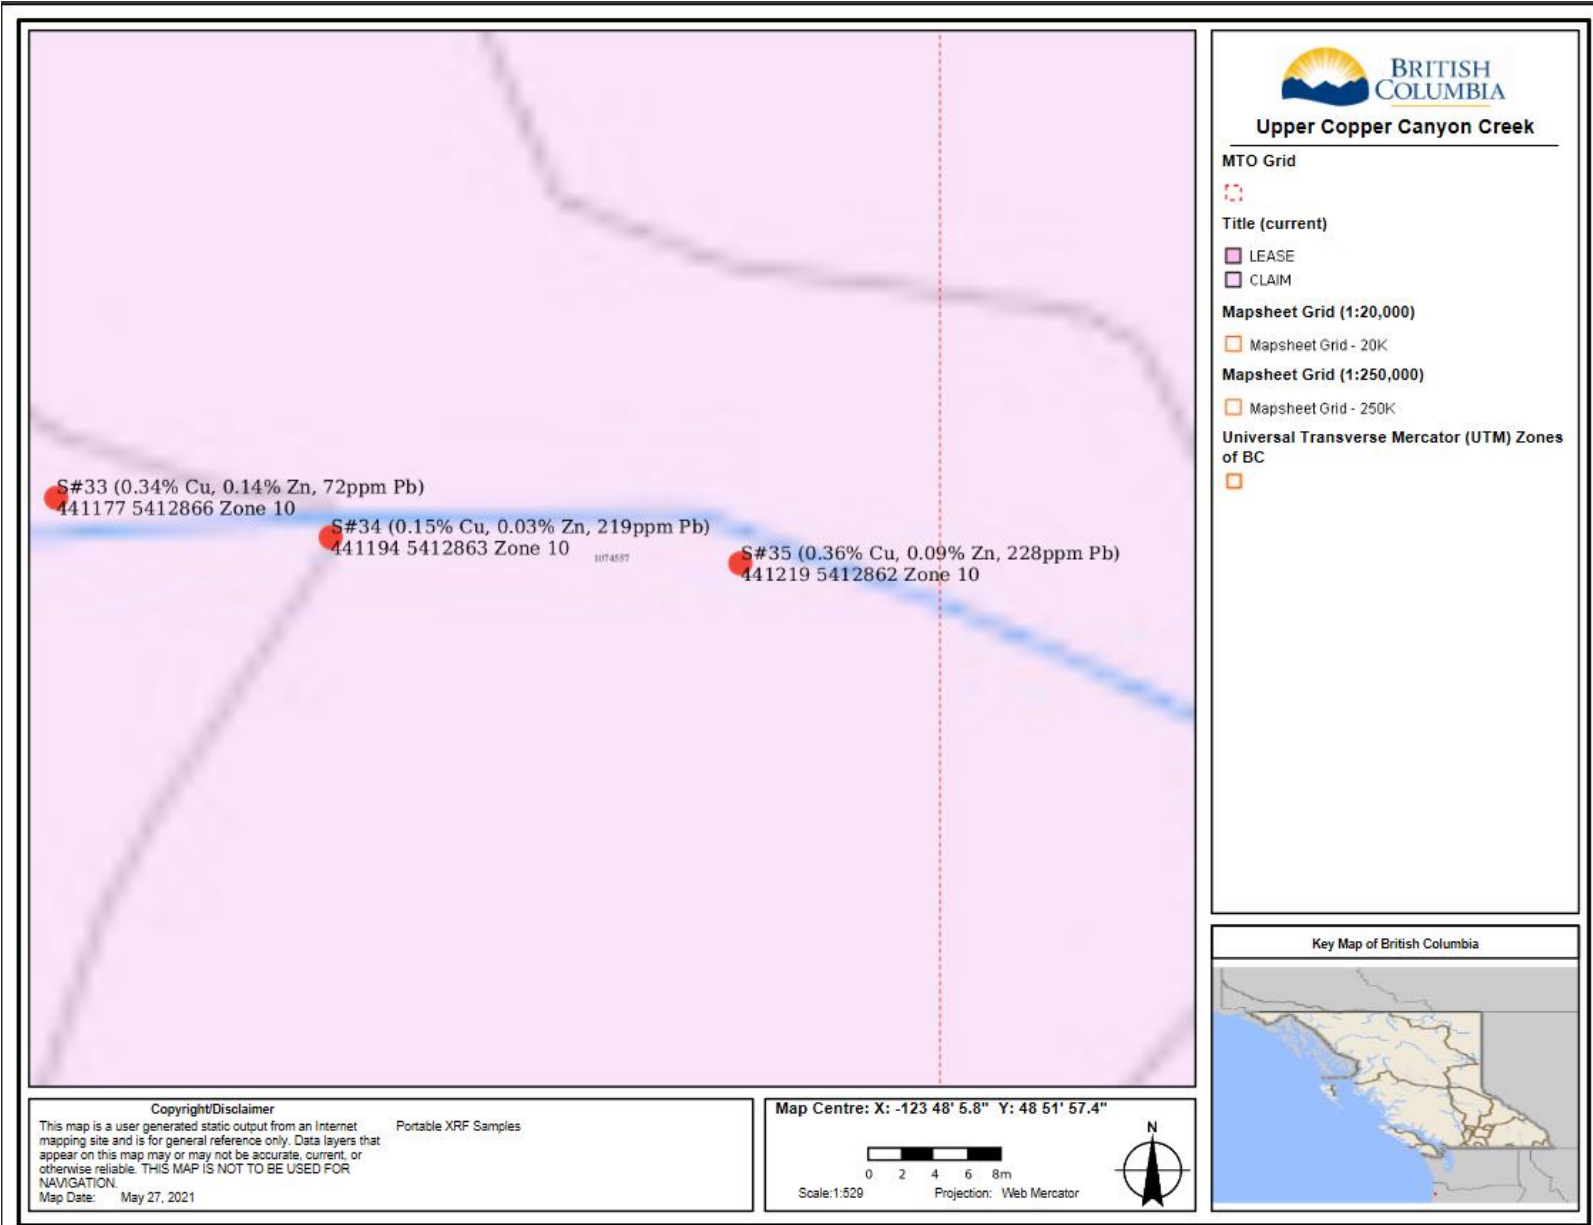 BRITISH
COLUMBIA
Upper Copper Canyon Creek
MTO Grid
Title (current)
LEASE
CLAIM
Mapsheet Grid (1:20,000)
Mapsheet Grid - 20K
Mapsheet Grid (1:250,000)
Mapsheet Grid - 250K
Universal Transverse Mercator (UTM) Zones
of BC
S#33 (0.34% Cu, 0.14% Zn, 72ppm Pb)
441177 5412866 Zone 10
S#34 (0.15% Cu, 0.03% Zn, 219ppm Pb)
441194 5412863 Zone 10
1074557
S#35 (0.36% Cu, 0.09% Zn, 228ppm Pb)
441219 5412862 Zone 10
Key Map of British Columbia
Copyright/Disclaimer
This map is a user generated static output from an Internet
mapping site and is for general reference only. Data layers that
appear on this map may or may not be accurate, current, or
otherwise reliable. THIS MAP IS NOT TO BE USED FOR
NAVIGATION.
Map Date: May 27, 2021
Portable XRF Samples
Map Centre: X: -123 48' 5.8" Y: 48 51' 57.4"
0 2 4 6 8m
Scale:1:529 Projection: Web Mercator
N